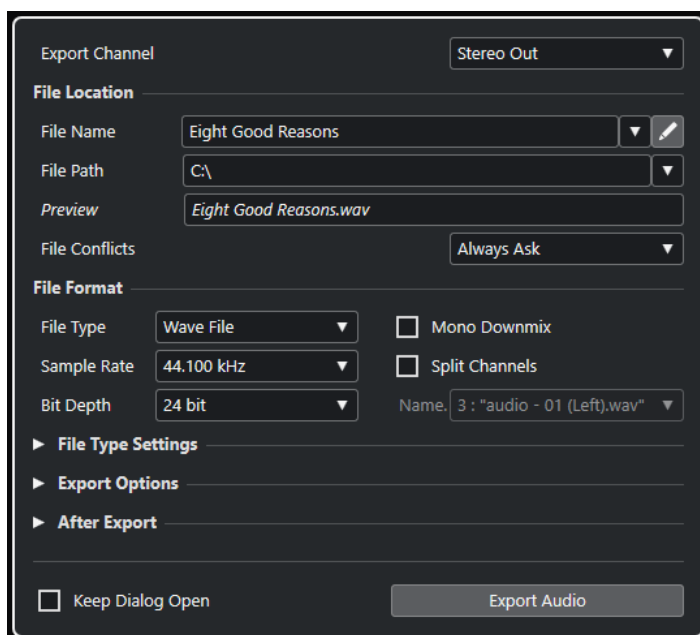 Export Channel Stereo Out
File Location
File Name Eight Good Reasons
File Path C:\
Preview Eight Good Reasons.wav
File Conflicts Always Ask
File Format
File Type Wave File Mono Downmix
Sample Rate 44.100 kHz Split Channels
Bit Depth 24 bit Name. 3 : "audio - 01 (Left).wav"
File Type Settings
Export Options
After Export
Keep Dialog Open Export Audio